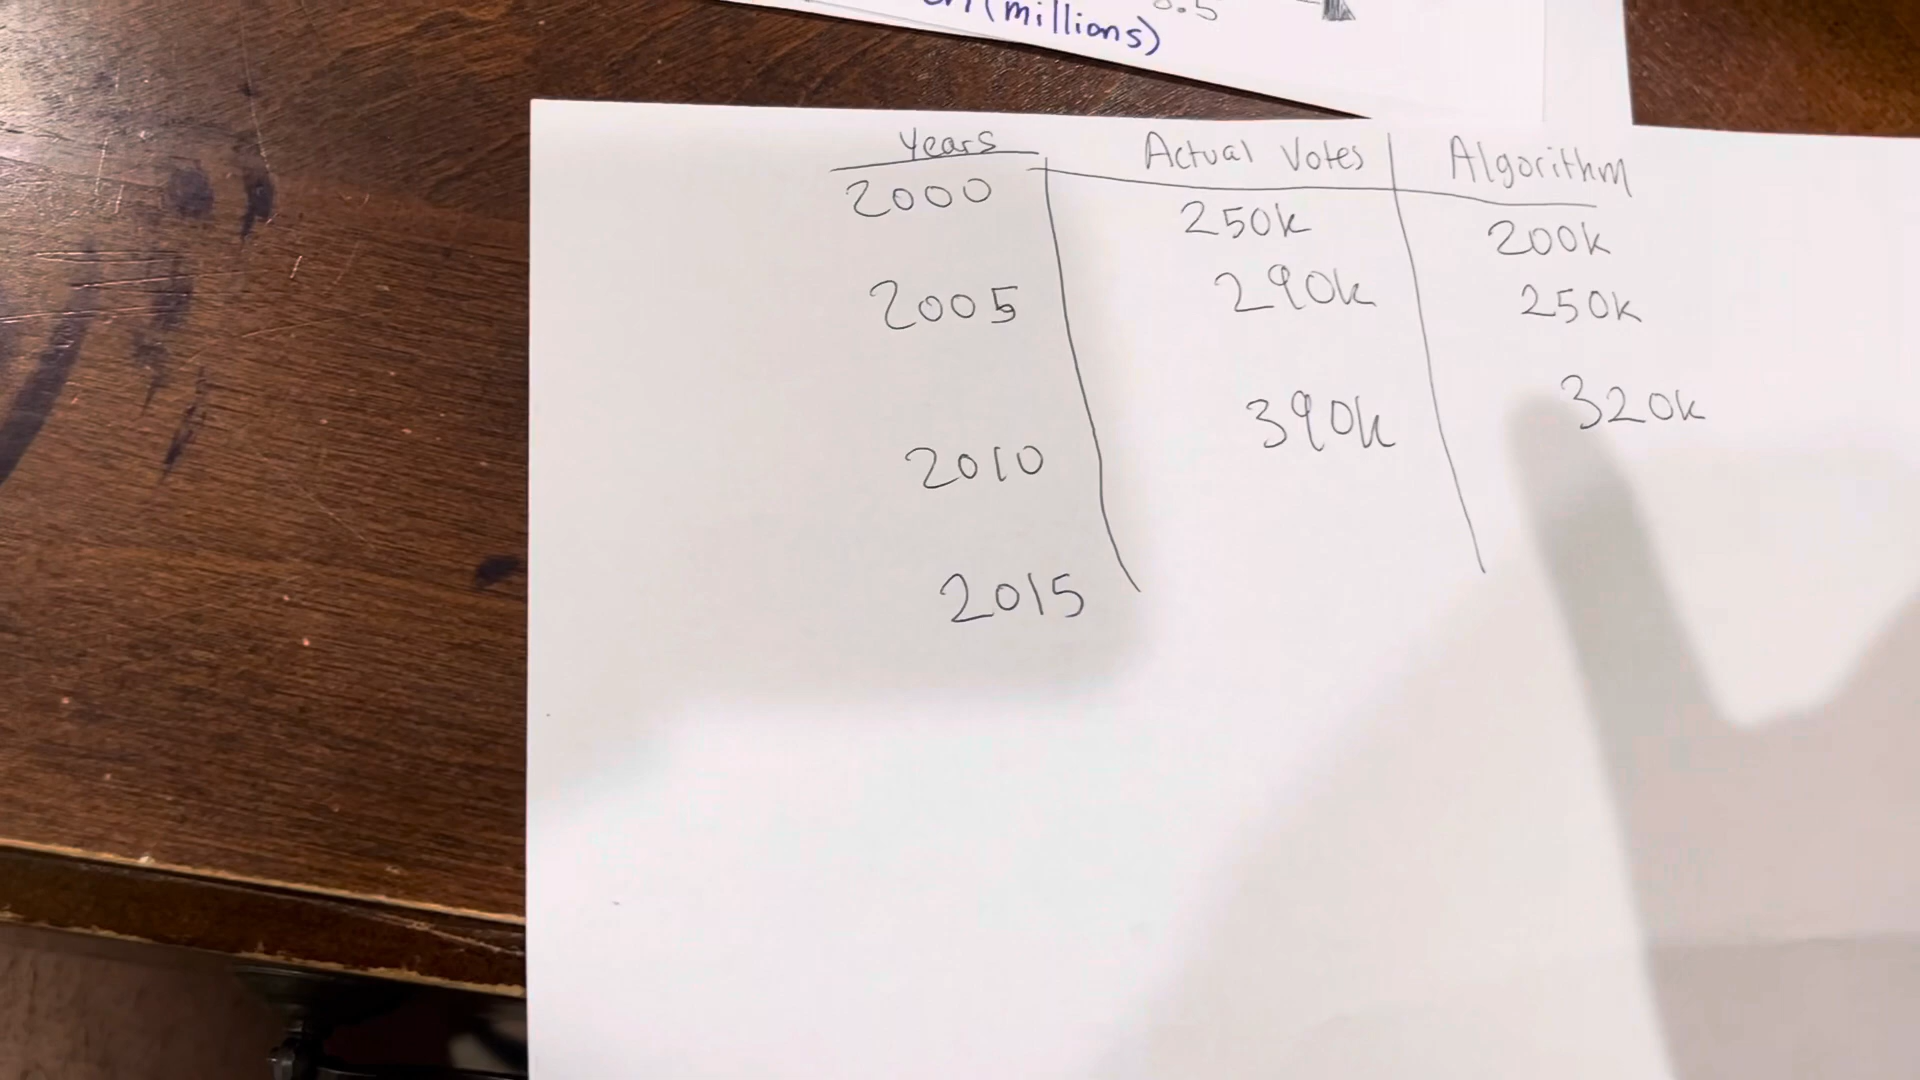 (millions)
Years Actual Votes Algorithm
2000 250k 200k
2005 290k 250k
2010 390k 320k
2015